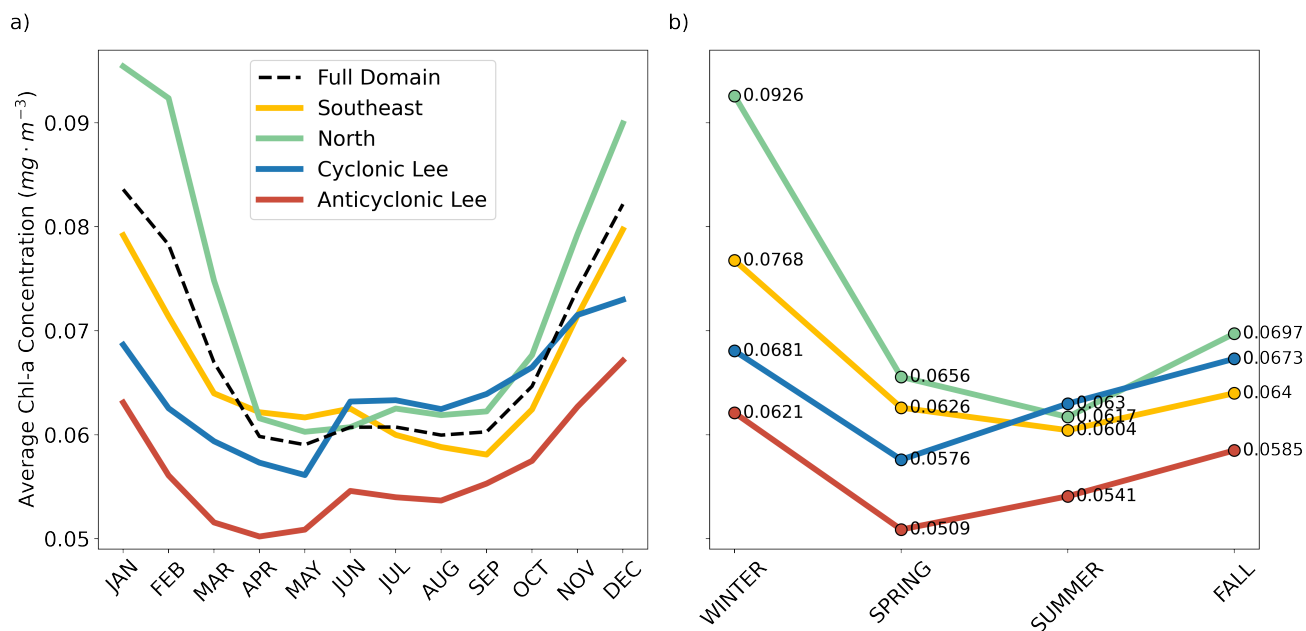 a)
b)
Average Chl-a Concentration (mg · m⁻³)
0.09
0.08
0.07
0.06
0.05
Full Domain
Southeast
North
Cyclonic Lee
Anticyclonic Lee
JAN
FEB
MAR
APR
MAY
JUN
JUL
AUG
SEP
OCT
NOV
DEC
0.0926
0.0768
0.0681
0.0621
0.0656
0.0626
0.0576
0.0509
0.063
0.0617
0.0604
0.0541
0.0697
0.0673
0.064
0.0585
WINTER
SPRING
SUMMER
FALL